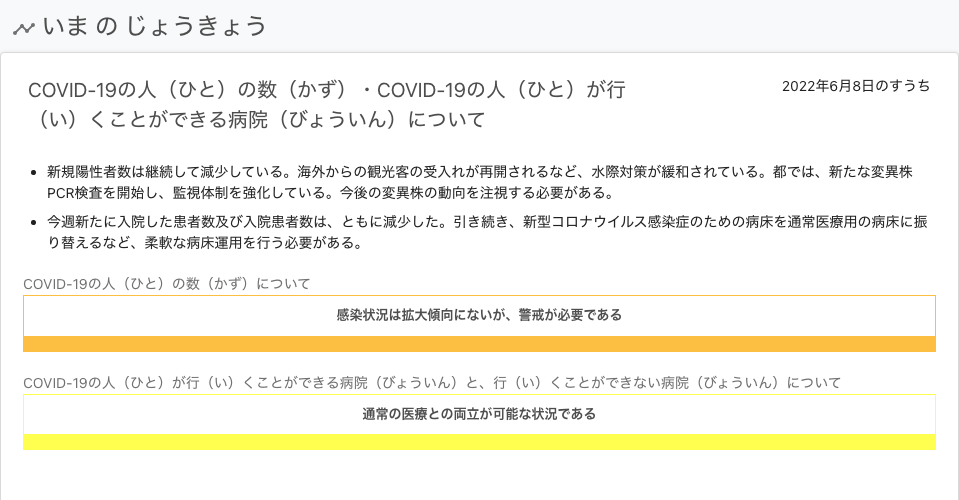 いま の じょうきょう
COVID-19の人（ひと）の数（かず）・COVID-19の人（ひと）が行
（い）くことができる病院（びょういん）について
2022年6月8日のすうち
• 新規陽性者数は継続して減少している。海外からの観光客の受入れが再開されるなど、水際対策が緩和されている。都では、新たな変異株
PCR検査を開始し、監視体制を強化している。今後の変異株の動向を注視する必要がある。
• 今週新たに入院した患者数及び入院患者数は、ともに減少した。引き続き、新型コロナウイルス感染症のための病床を通常医療用の病床に振
り替えるなど、柔軟な病床運用を行う必要がある。
COVID-19の人（ひと）の数（かず）について
感染状況は拡大傾向にないが、警戒が必要である
COVID-19の人（ひと）が行（い）くことができる病院（びょういん）と、行（い）くことができない病院（びょういん）について
通常の医療との両立が可能な状況である